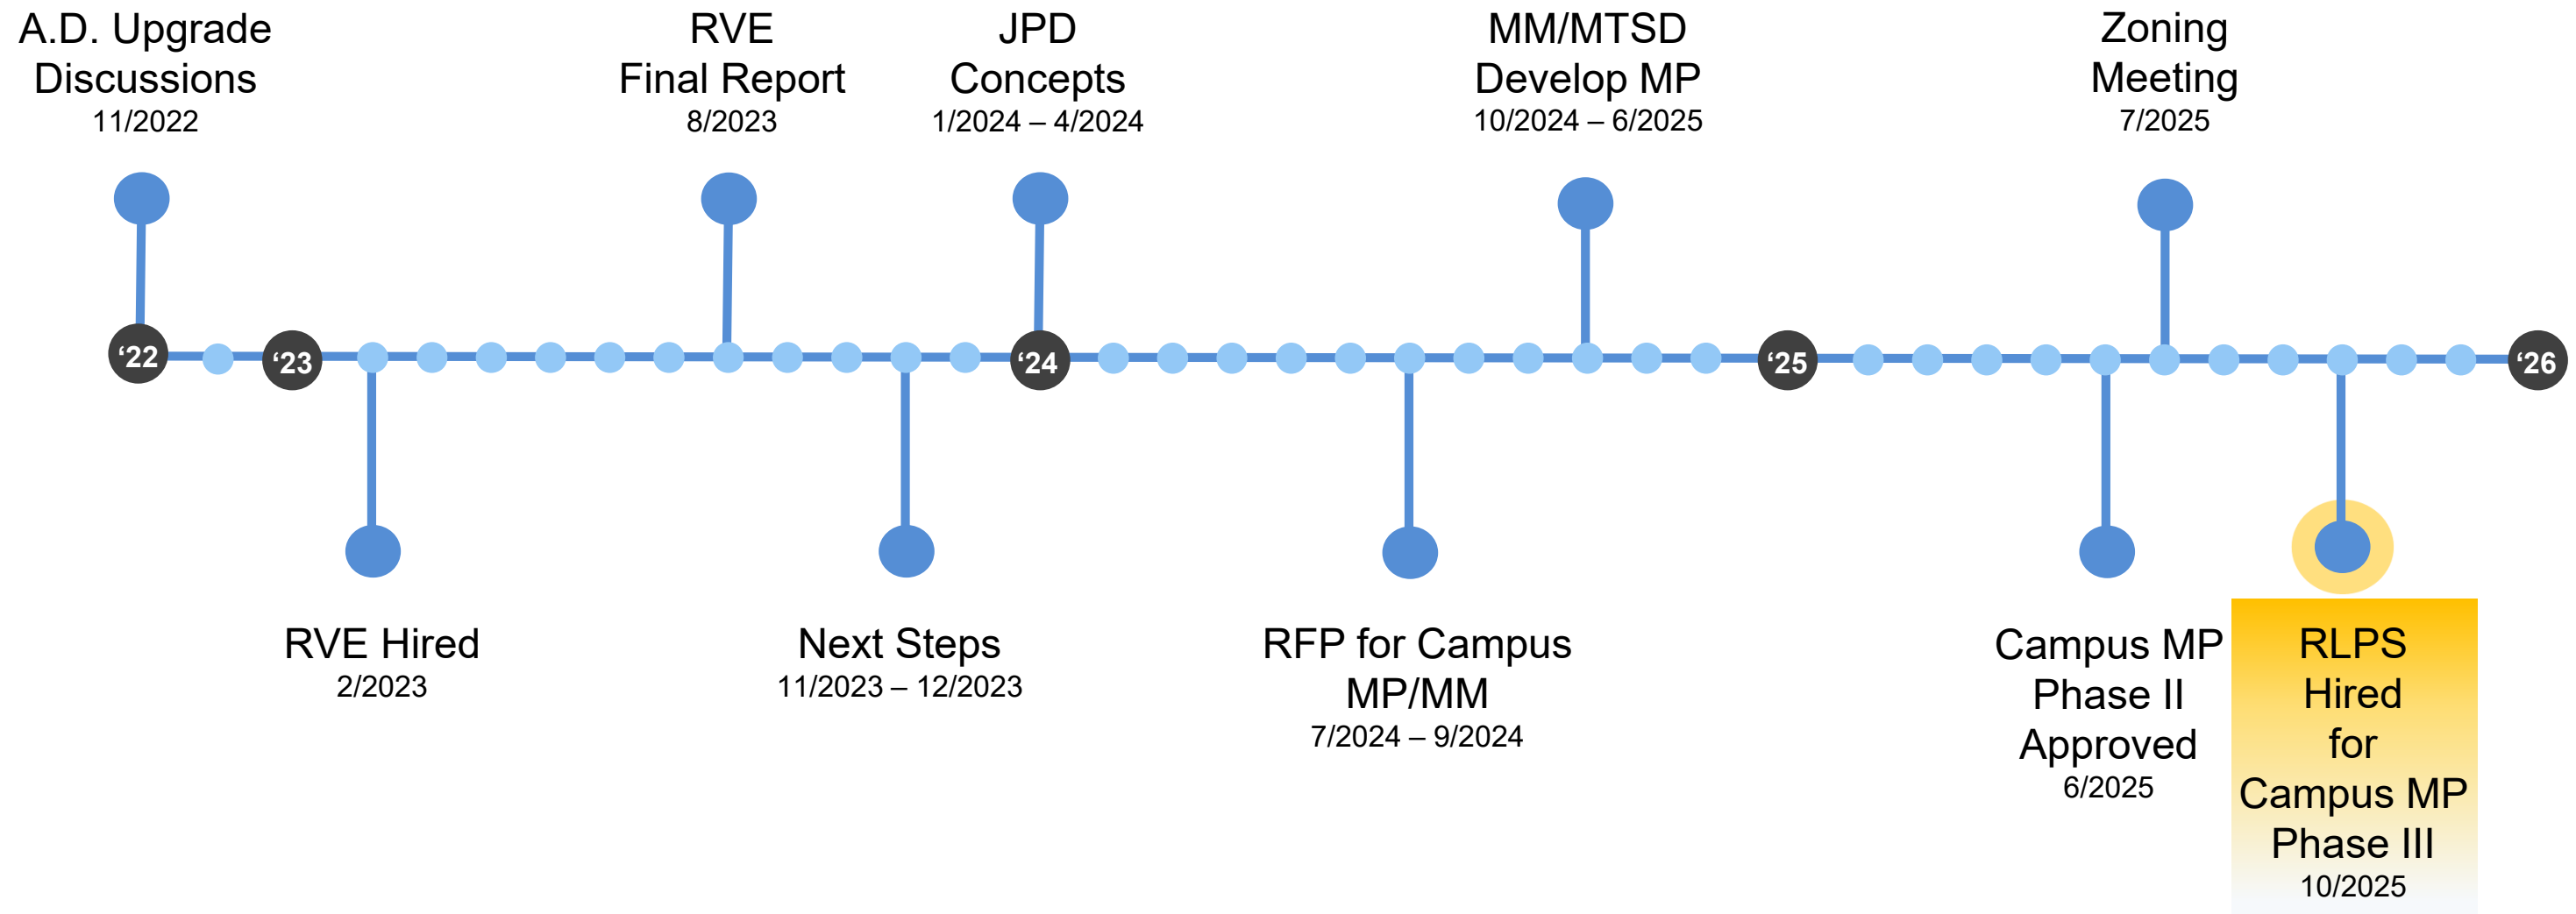 A.D. Upgrade
Discussions
11/2022
RVE
Final Report
8/2023
JPD
Concepts
1/2024 – 4/2024
MM/MTSD
Develop MP
10/2024 – 6/2025
Zoning
Meeting
7/2025
‘22
‘23
‘24
‘25
‘26
RVE Hired
2/2023
Next Steps
11/2023 – 12/2023
RFP for Campus
MP/MM
7/2024 – 9/2024
Campus MP
Phase II
Approved
6/2025
RLPS
Hired
for
Campus MP
Phase III
10/2025